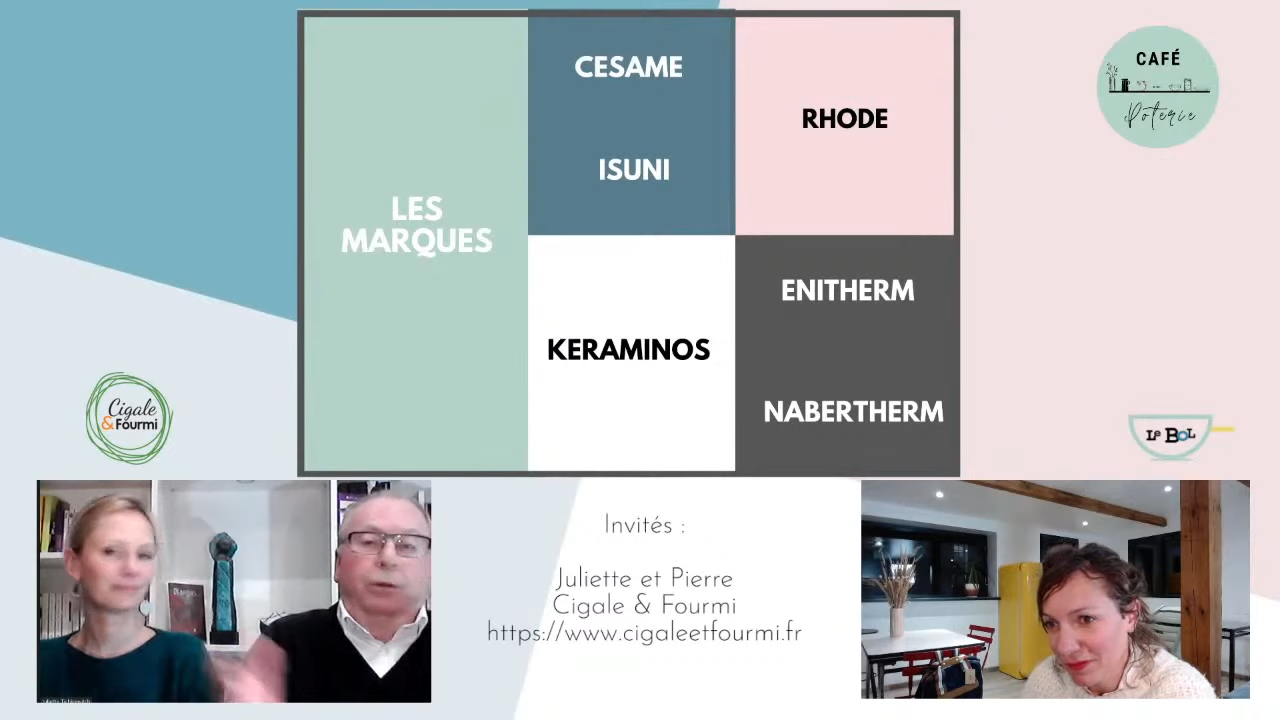 CESAME
CAFÉ
Poterie
RHODE
ISUNI
LES
MARQUES
ENITHERM
KERAMINOS
NABERTHERM
Cigale
&Fourmi
Le BoL
Invités :
Juliette et Pierre
Cigale & Fourmi
https://www.cigaleetfourmi.fr